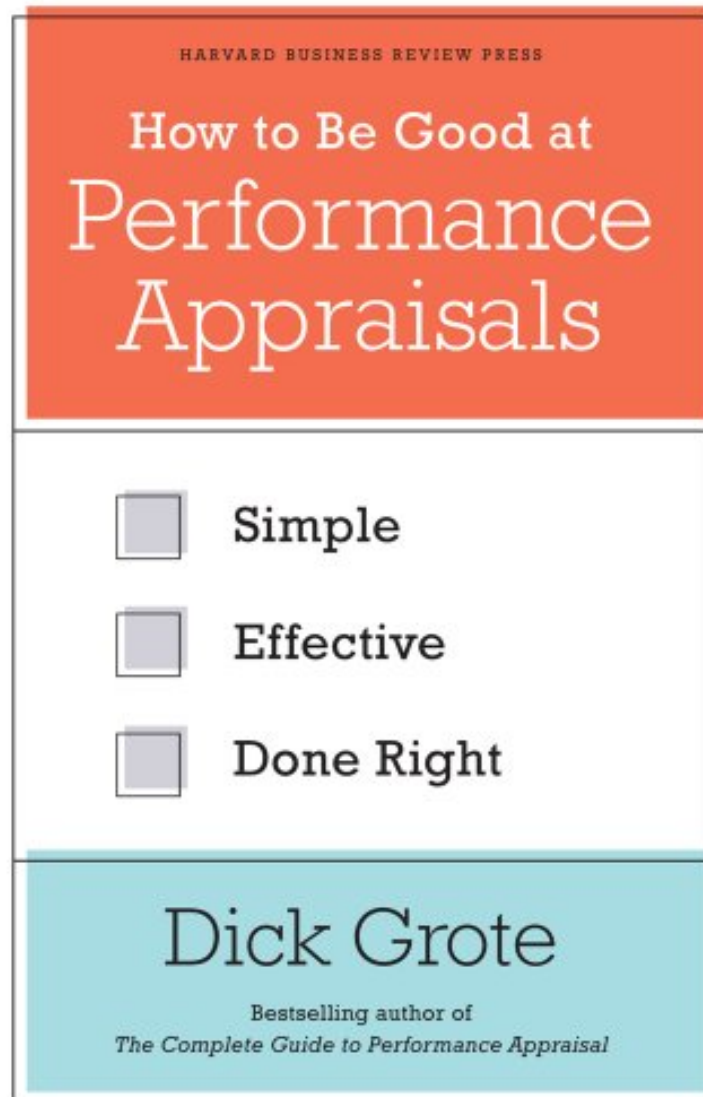 HARVARD BUSINESS REVIEW PRESS
How to Be Good at
Performance
Appraisals
Simple
Effective
Done Right
Dick Grote
Bestselling author of
The Complete Guide to Performance Appraisal